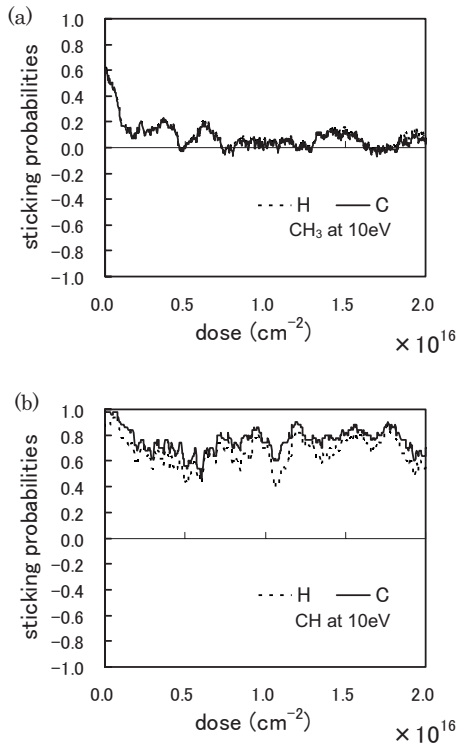 (a)
sticking probabilities
1.0
0.8
0.6
0.4
0.2
0.0
−0.2
−0.4
−0.6
−0.8
−1.0
H C
CH₃ at 10eV
0.0 0.5 1.0 1.5 2.0
dose (cm⁻²)
×10¹⁶
(b)
sticking probabilities
1.0
0.8
0.6
0.4
0.2
0.0
−0.2
−0.4
−0.6
−0.8
−1.0
H C
CH at 10eV
0.0 0.5 1.0 1.5 2.0
dose (cm⁻²)
×10¹⁶